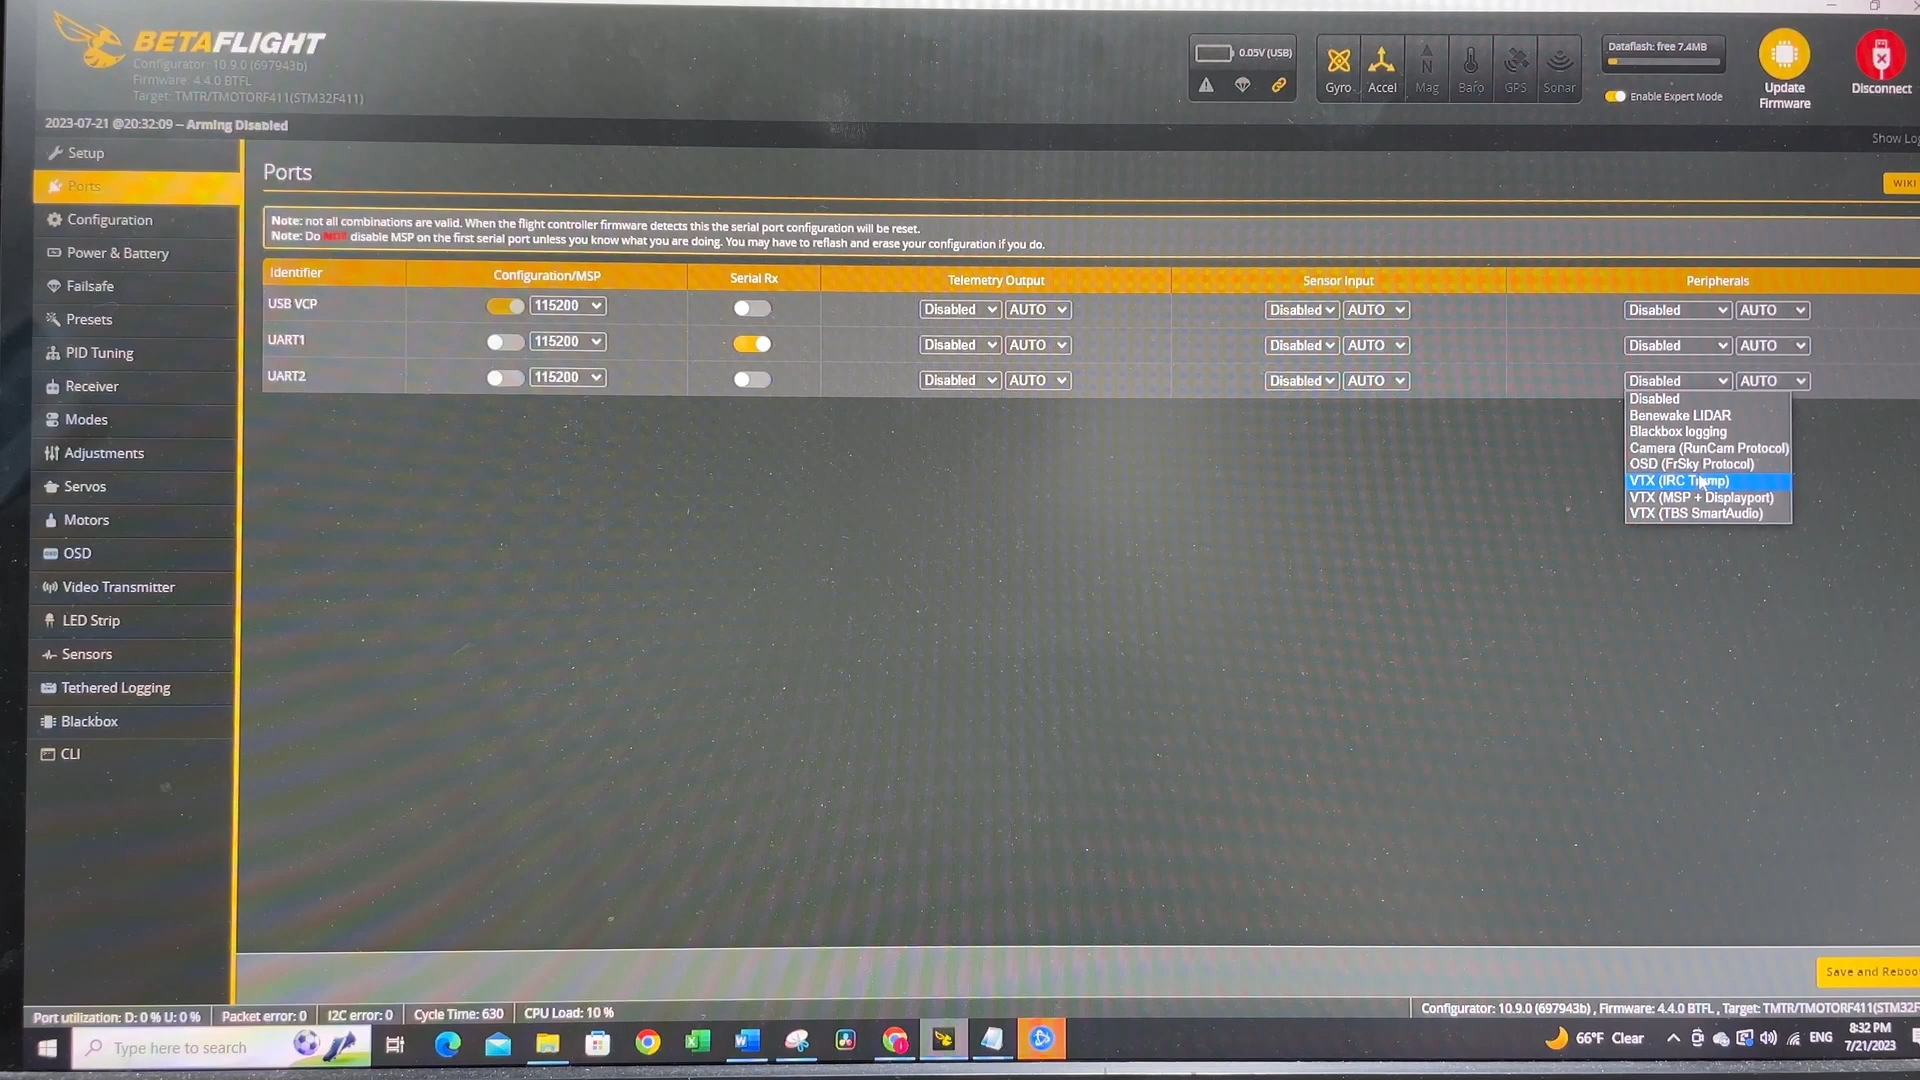 BETAFLIGHT
Configurator: 10.9.0 (697943b)
Firmware: 4.4.0 BTFL
Target: TMTR/TMOTORF411(STM32F411)
0.05V (USB)
Gyro
Accel
Mag
Baro
GPS
Sonar
Dataflash: free 7.4MB
Enable Expert Mode
Update
Firmware
Disconnect
2023-07-21 @20:32:09 -- Arming Disabled
Show Log
Setup
Ports
Configuration
Power & Battery
Failsafe
Presets
PID Tuning
Receiver
Modes
Adjustments
Servos
Motors
OSD
Video Transmitter
LED Strip
Sensors
Tethered Logging
Blackbox
CLI
Ports
WIKI
Note: not all combinations are valid. When the flight controller firmware detects this the serial port configuration will be reset.
Note: Do NOT disable MSP on the first serial port unless you know what you are doing. You may have to reflash and erase your configuration if you do.
Identifier Configuration/MSP Serial Rx Telemetry Output Sensor Input Peripherals
USB VCP 115200 Disabled AUTO Disabled AUTO Disabled AUTO
UART1 115200 Disabled AUTO Disabled AUTO Disabled AUTO
UART2 115200 Disabled AUTO Disabled AUTO Disabled AUTO
Disabled
Benewake LIDAR
Blackbox logging
Camera (RunCam Protocol)
OSD (FrSky Protocol)
VTX (IRC Tramp)
VTX (MSP + Displayport)
VTX (TBS SmartAudio)
Save and Reboo
Port utilization: D: 0 % U: 0 %
Packet error: 0
I2C error: 0
Cycle Time: 630
CPU Load: 10 %
Configurator: 10.9.0 (697943b) , Firmware: 4.4.0 BTFL , Target: TMTR/TMOTORF411(STM32F
Type here to search
66°F Clear
ENG
8:32 PM
7/21/2023